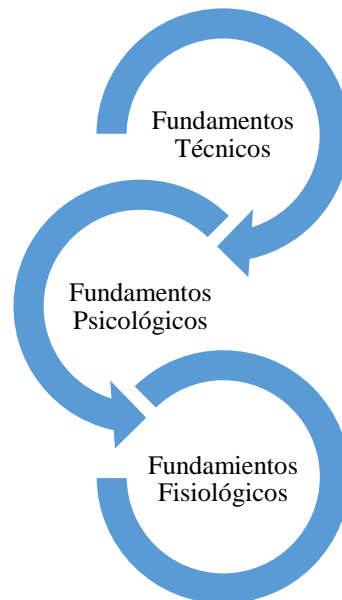 Fundamentos
Técnicos
Fundamentos
Psicológicos
Fundamientos
Fisiológicos